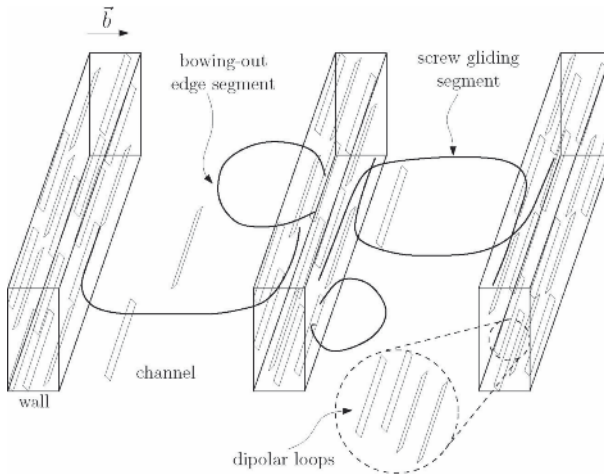 b
bowing-out
edge segment
screw gliding
segment
channel
wall
dipolar loops